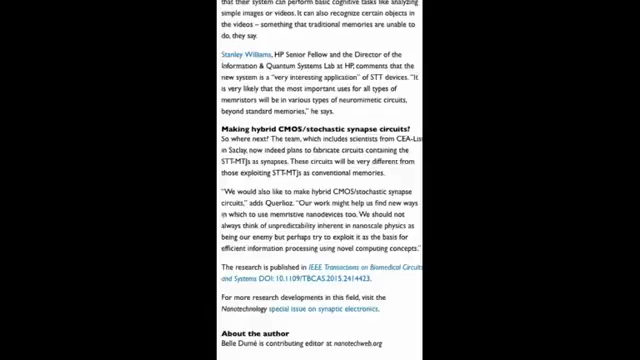 that their system can perform basic cognitive tasks like analyzing
simple images or videos. It can also recognize certain objects in
the videos – something that traditional memories are unable to
do, they say.
Stanley Williams, HP Senior Fellow and the Director of the
Information & Quantum Systems Lab at HP, comments that the
new system is a "very interesting application" of STT devices. "It
is very likely that the most important uses for all types of
memristors will be in various types of neuromimetic circuits,
beyond standard memories," he says.
Making hybrid CMOS/stochastic synapse circuits?
So where next? The team, which includes scientists from CEA-List
in Saclay, now indeed plans to fabricate circuits containing the
STT-MTJs as synapses. These circuits will be very different from
those exploiting STT-MTJs as conventional memories.
"We would also like to make hybrid CMOS/stochastic synapse
circuits," adds Querlioz. "Our work might help us find new ways
in which to use memristive nanodevices too. We should not
always think of unpredictability inherent in nanoscale physics as
being our enemy but perhaps try to exploit it as the basis for
efficient information processing using novel computing concepts."
The research is published in IEEE Transactions on Biomedical Circuits
and Systems DOI: 10.1109/TBCAS.2015.2414423.
For more research developments in this field, visit the
Nanotechnology special issue on synaptic electronics.
About the author
Belle Dumé is contributing editor at nanotechweb.org